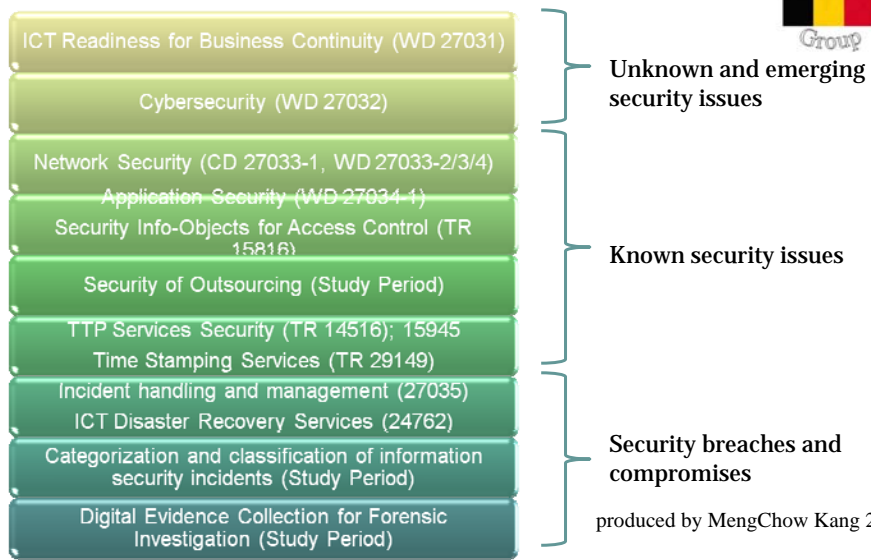 Group
ICT Readiness for Business Continuity (WD 27031)
Cybersecurity (WD 27032)
Unknown and emerging
security issues
Network Security (CD 27033-1, WD 27033-2/3/4)
Application Security (WD 27034-1)
Security Info-Objects for Access Control (TR
15816)
Security of Outsourcing (Study Period)
TTP Services Security (TR 14516); 15945
Time Stamping Services (TR 29149)
Known security issues
Incident handling and management (27035)
ICT Disaster Recovery Services (24762)
Categorization and classification of information
security incidents (Study Period)
Digital Evidence Collection for Forensic
Investigation (Study Period)
Security breaches and
compromises
produced by MengChow Kang 2